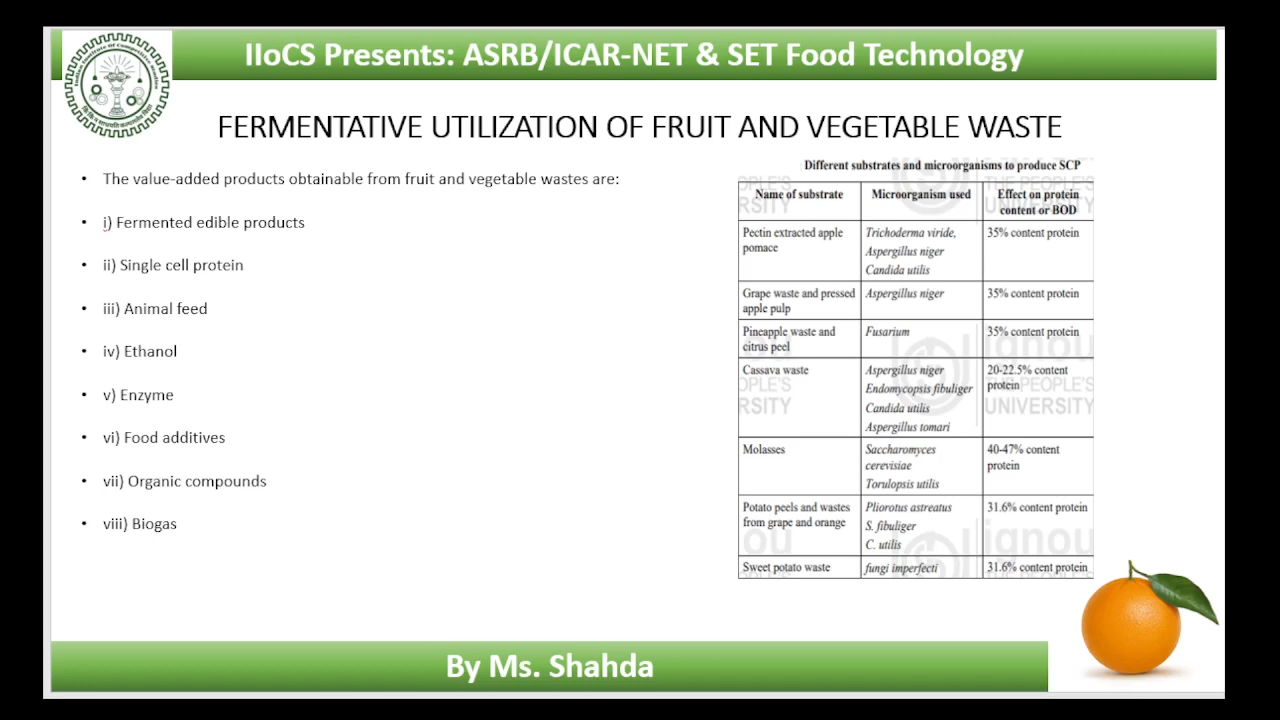 IIoCS Presents: ASRB/ICAR-NET & SET Food Technology
FERMENTATIVE UTILIZATION OF FRUIT AND VEGETABLE WASTE
• The value-added products obtainable from fruit and vegetable wastes are:
• i) Fermented edible products
• ii) Single cell protein
• iii) Animal feed
• iv) Ethanol
• v) Enzyme
• vi) Food additives
• vii) Organic compounds
• viii) Biogas
Different substrates and microorganisms to produce SCP
Name of substrate
Microorganism used
Effect on protein
content or BOD
Pectin extracted apple
pomace
Trichoderma viride,
Aspergillus niger
Candida utilis
35% content protein
Grape waste and pressed
apple pulp
Aspergillus niger
35% content protein
Pineapple waste and
citrus peel
Fusarium
35% content protein
Cassava waste
Aspergillus niger
Endomycopsis fibuliger
Candida utilis
Aspergillus tomari
20-22.5% content
protein
Molasses
Saccharomyces
cerevisiae
Torulopsis utilis
40-47% content
protein
Potato peels and wastes
from grape and orange
Pliorotus astreatus
S. fibuliger
C. utilis
31.6% content protein
Sweet potato waste
fungi imperfecti
31.6% content protein
By Ms. Shahda